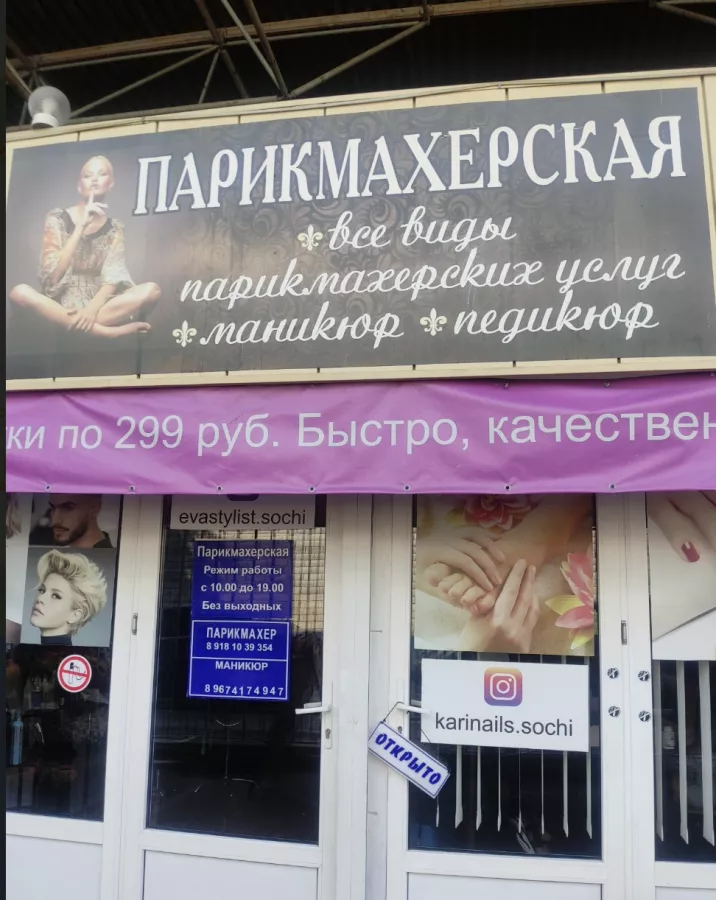 ПАРИКМАХЕРСКАЯ
все виды
парикмахерских услуг
маникюр педикюр
ки по 299 руб. Быстро, качествен
evastylist.sochi
Парикмахерская
Режим работы
с 10.00 до 19.00
Без выходных
ПАРИКМАХЕР
8 918 10 39 354
МАНИКЮР
8 9674174947
karinails.sochi
ОТКРЫТО